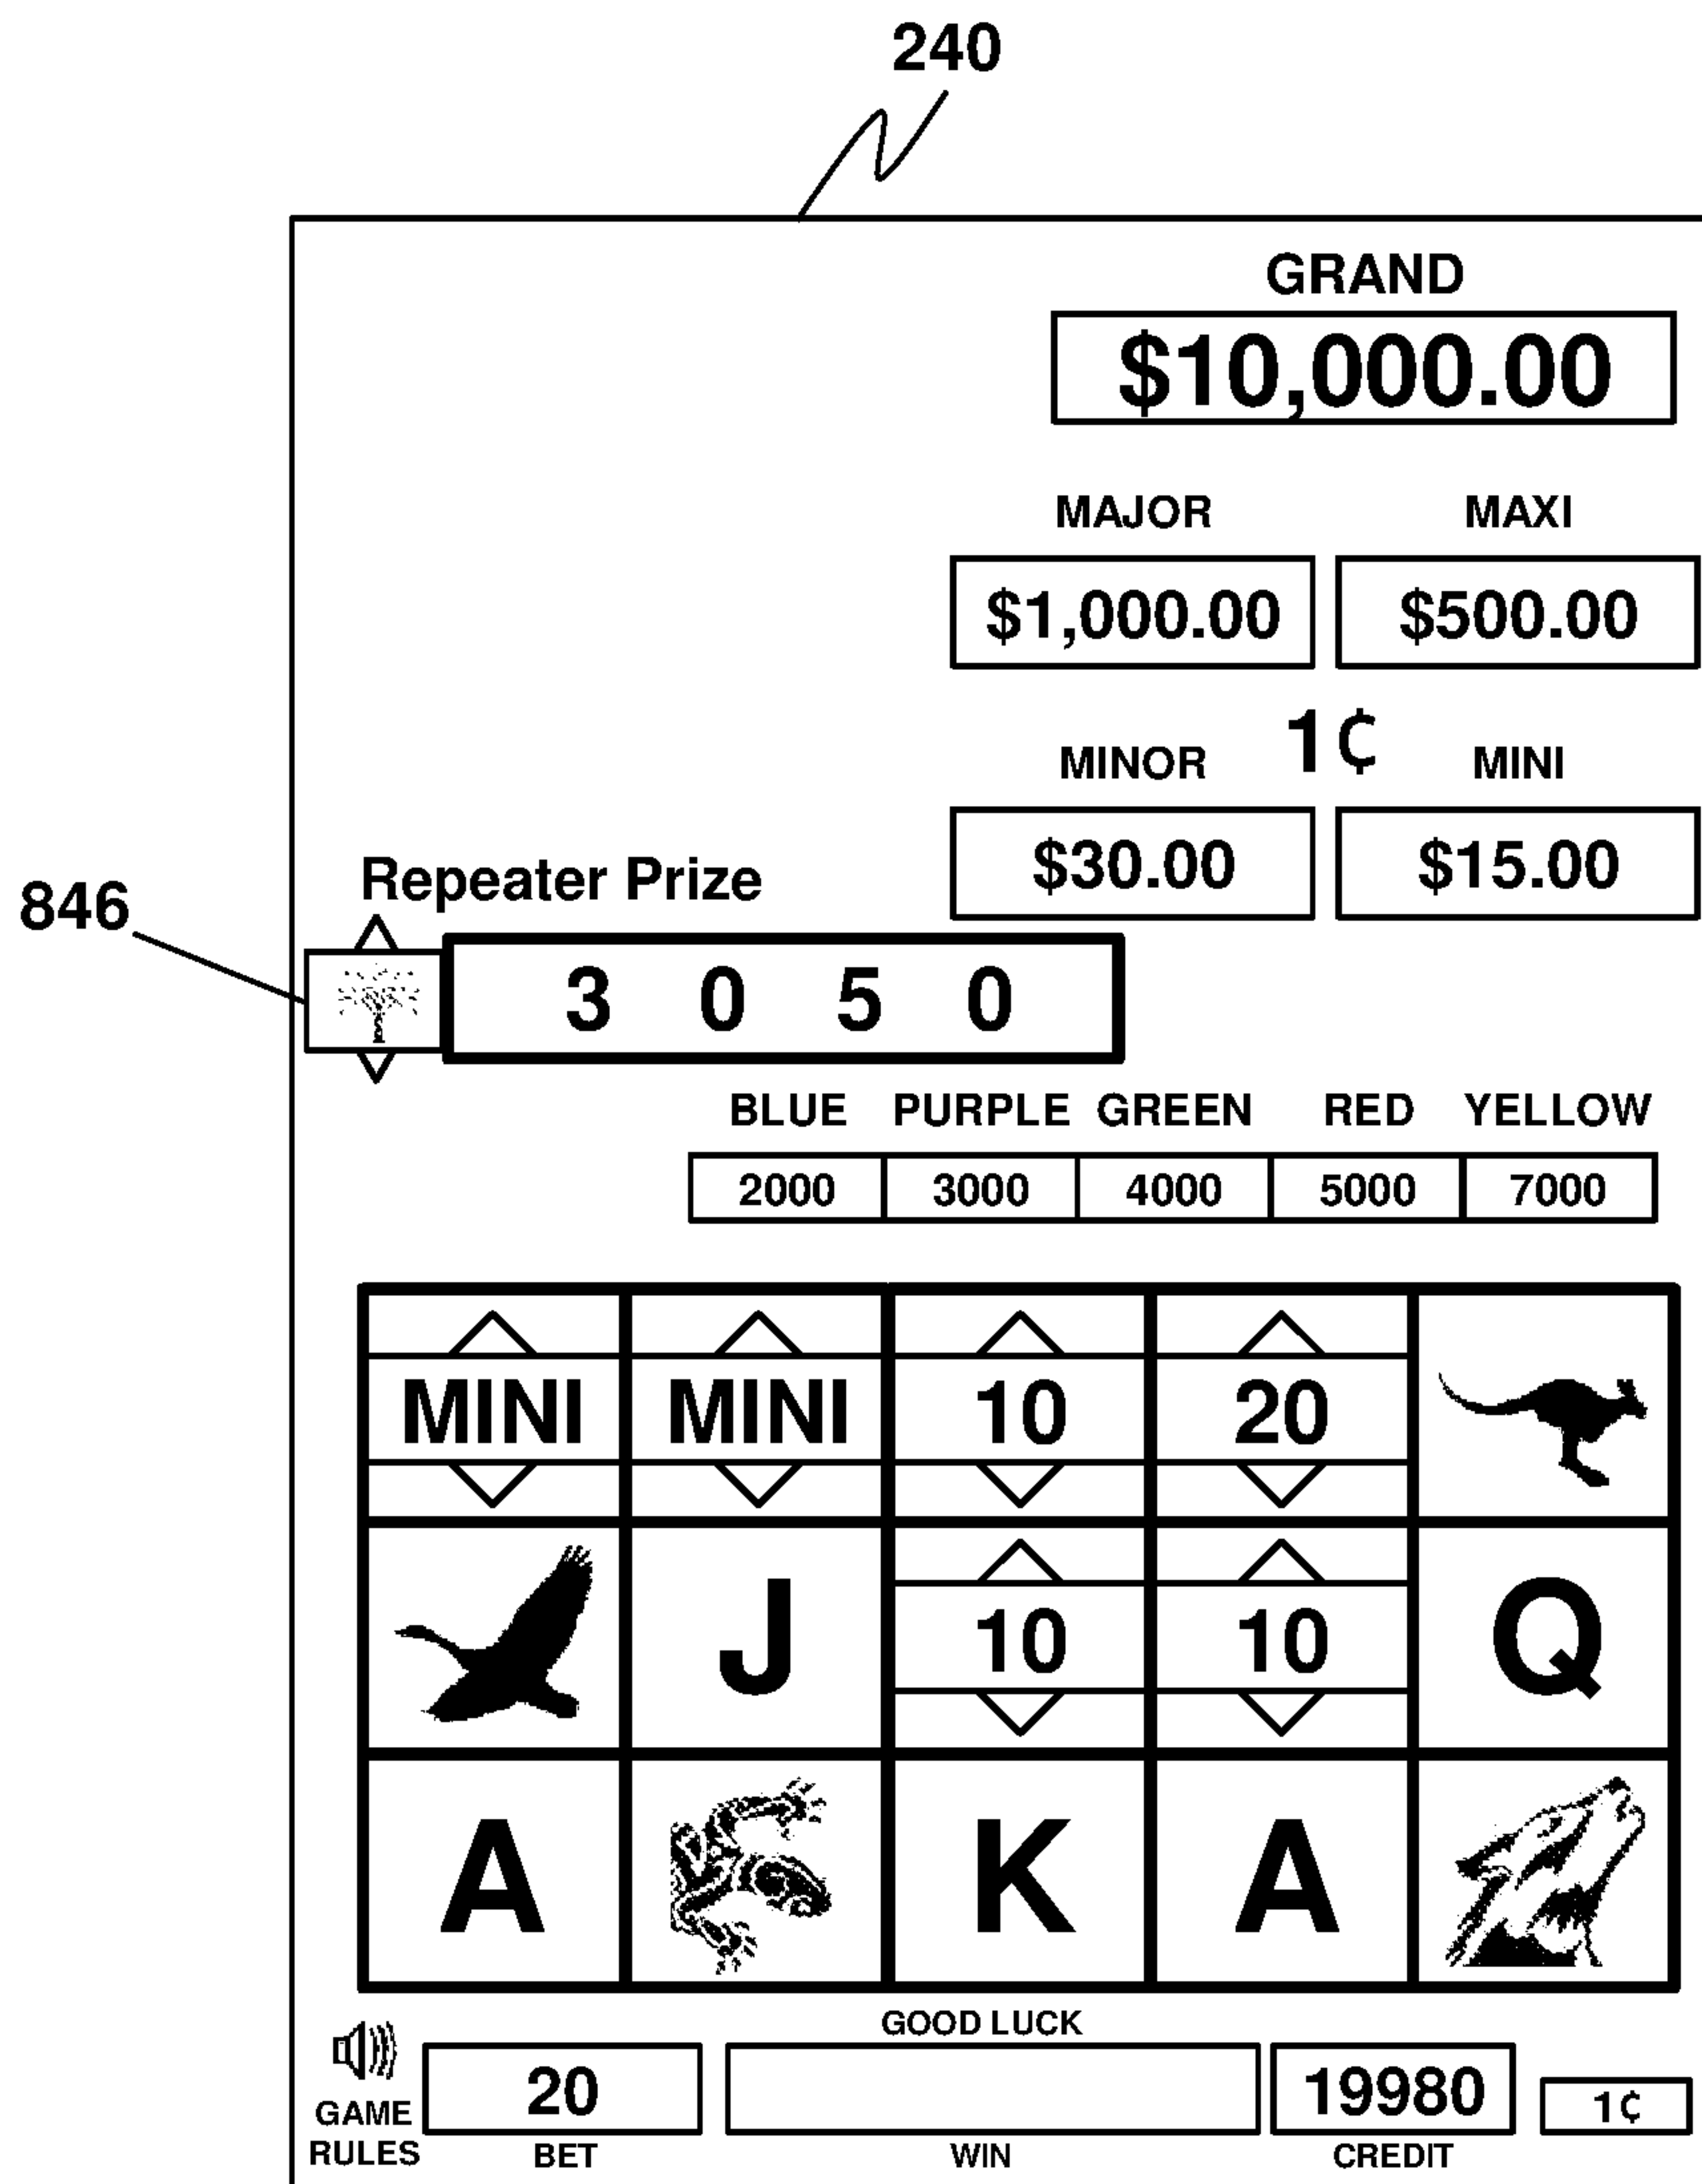 240
GRAND
$10,000.00
MAJOR MAXI
$1,000.00 $500.00
1¢
MINOR MINI
$30.00 $15.00
Repeater Prize
846
3 0 5 0
BLUE PURPLE GREEN RED YELLOW
2000 3000 4000 5000 7000
MINI MINI 10 20
J 10 10 Q
A K A
GOOD LUCK
20 19980 1¢
GAME RULES BET WIN CREDIT